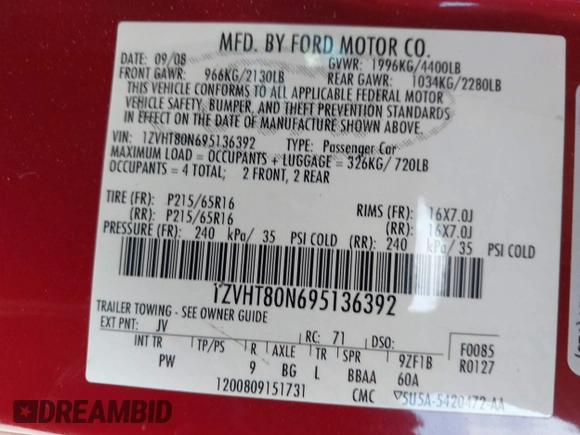 MFD. BY FORD MOTOR CO.
DATE: 09/08 GVWR: 1996KG/4400LB
FRONT GAWR: 966KG/2130LB REAR GAWR: 1034KG/2280LB
THIS VEHICLE CONFORMS TO ALL APPLICABLE FEDERAL MOTOR
VEHICLE SAFETY, BUMPER, AND THEFT PREVENTION STANDARDS
IN EFFECT ON THE DATE OF MANUFACTURE SHOWN ABOVE.
VIN: 1ZVHT80N695136392 TYPE: Passenger Car
MAXIMUM LOAD = OCCUPANTS + LUGGAGE = 326KG/720LB
OCCUPANTS = 4 TOTAL; 2 FRONT, 2 REAR
TIRE (FR): P215/65R16 RIMS (FR): 16X7.0J
(RR): P215/65R16 (RR): 16X7.0J
PRESSURE (FR): 240 kPa/ 35 PSI COLD (RR): 240 kPa/ 35 PSI COLD
1ZVHT80N695136392
TRAILER TOWING - SEE OWNER GUIDE
EXT PNT: JV RC: 71 DSO: F0085
INT TR TP/PS R AXLE TR SPR 9ZF1B R0127
PW 9 BG L BBAA 60A
1200809151731 CMC 5U5A-5420472-AA
DREAMBID